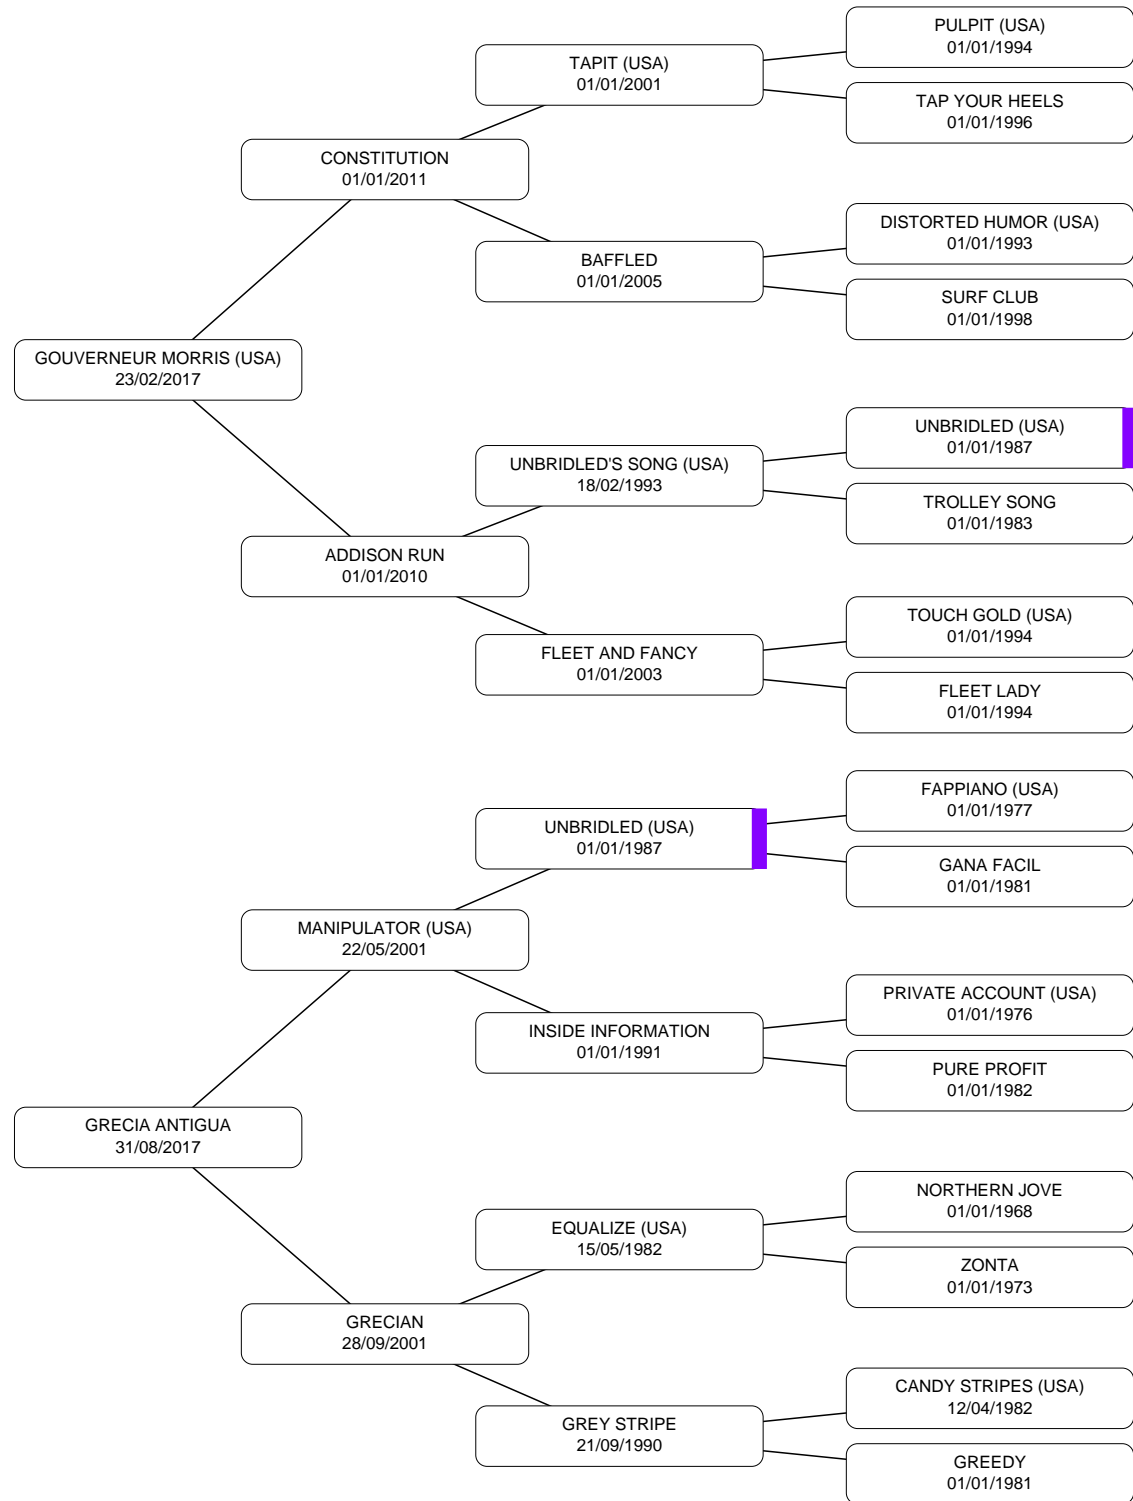 PULPIT (USA)
01/01/1994
TAPIT (USA)
01/01/2001
TAP YOUR HEELS
01/01/1996
CONSTITUTION
01/01/2011
DISTORTED HUMOR (USA)
01/01/1993
BAFFLED
01/01/2005
SURF CLUB
01/01/1998
GOUVERNEUR MORRIS (USA)
23/02/2017
UNBRIDLED (USA)
01/01/1987
UNBRIDLED'S SONG (USA)
18/02/1993
TROLLEY SONG
01/01/1983
ADDISON RUN
01/01/2010
TOUCH GOLD (USA)
01/01/1994
FLEET AND FANCY
01/01/2003
FLEET LADY
01/01/1994
FAPPIANO (USA)
01/01/1977
UNBRIDLED (USA)
01/01/1987
GANA FACIL
01/01/1981
MANIPULATOR (USA)
22/05/2001
PRIVATE ACCOUNT (USA)
01/01/1976
INSIDE INFORMATION
01/01/1991
PURE PROFIT
01/01/1982
GRECIA ANTIGUA
31/08/2017
NORTHERN JOVE
01/01/1968
EQUALIZE (USA)
15/05/1982
ZONTA
01/01/1973
GRECIAN
28/09/2001
CANDY STRIPES (USA)
12/04/1982
GREY STRIPE
21/09/1990
GREEDY
01/01/1981